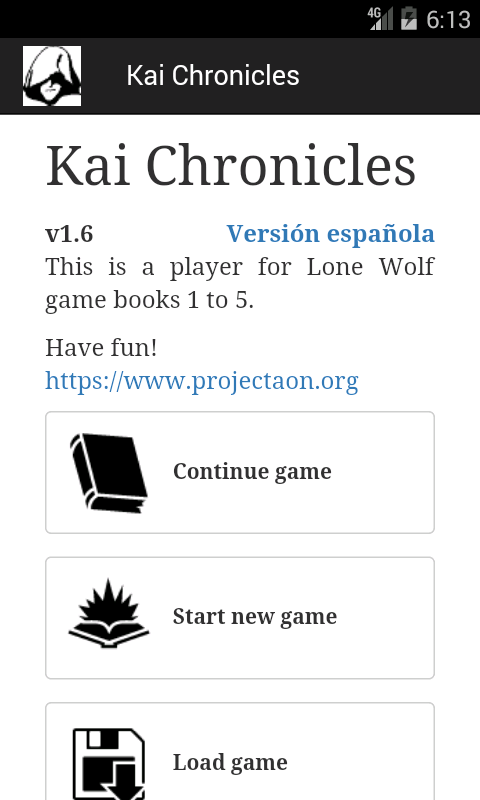 4G 6:13
Kai Chronicles
Kai Chronicles
v1.6 Versión española
This is a player for Lone Wolf
game books 1 to 5.
Have fun!
https://www.projectaon.org
Continue game
Start new game
Load game